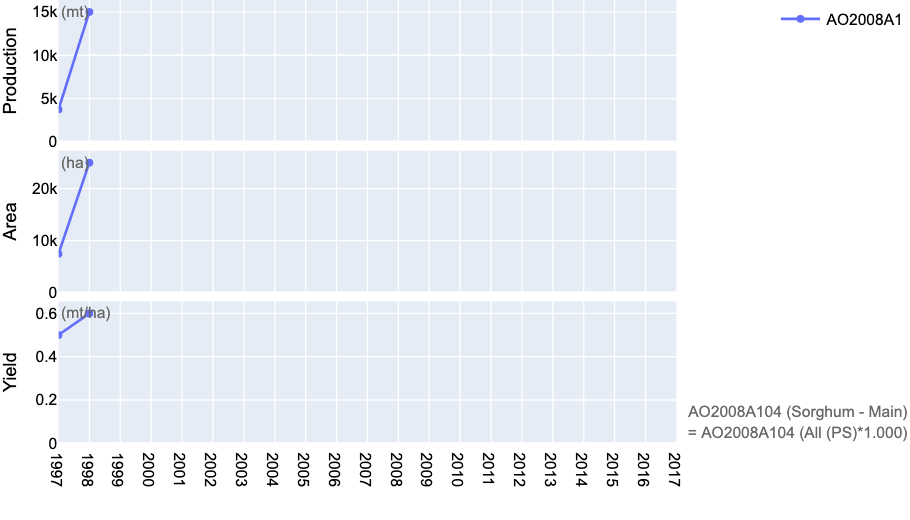 15k
(mt)
10k
5k
0
Production
AO2008A1
(ha)
20k
10k
0
Area
0.6
(mt/ha)
0.4
0.2
0
Yield
1997
1998
1999
2000
2001
2002
2003
2004
2005
2006
2007
2008
2009
2010
2011
2012
2013
2014
2015
2016
2017
AO2008A104 (Sorghum - Main)
= AO2008A104 (All (PS)*1.000)